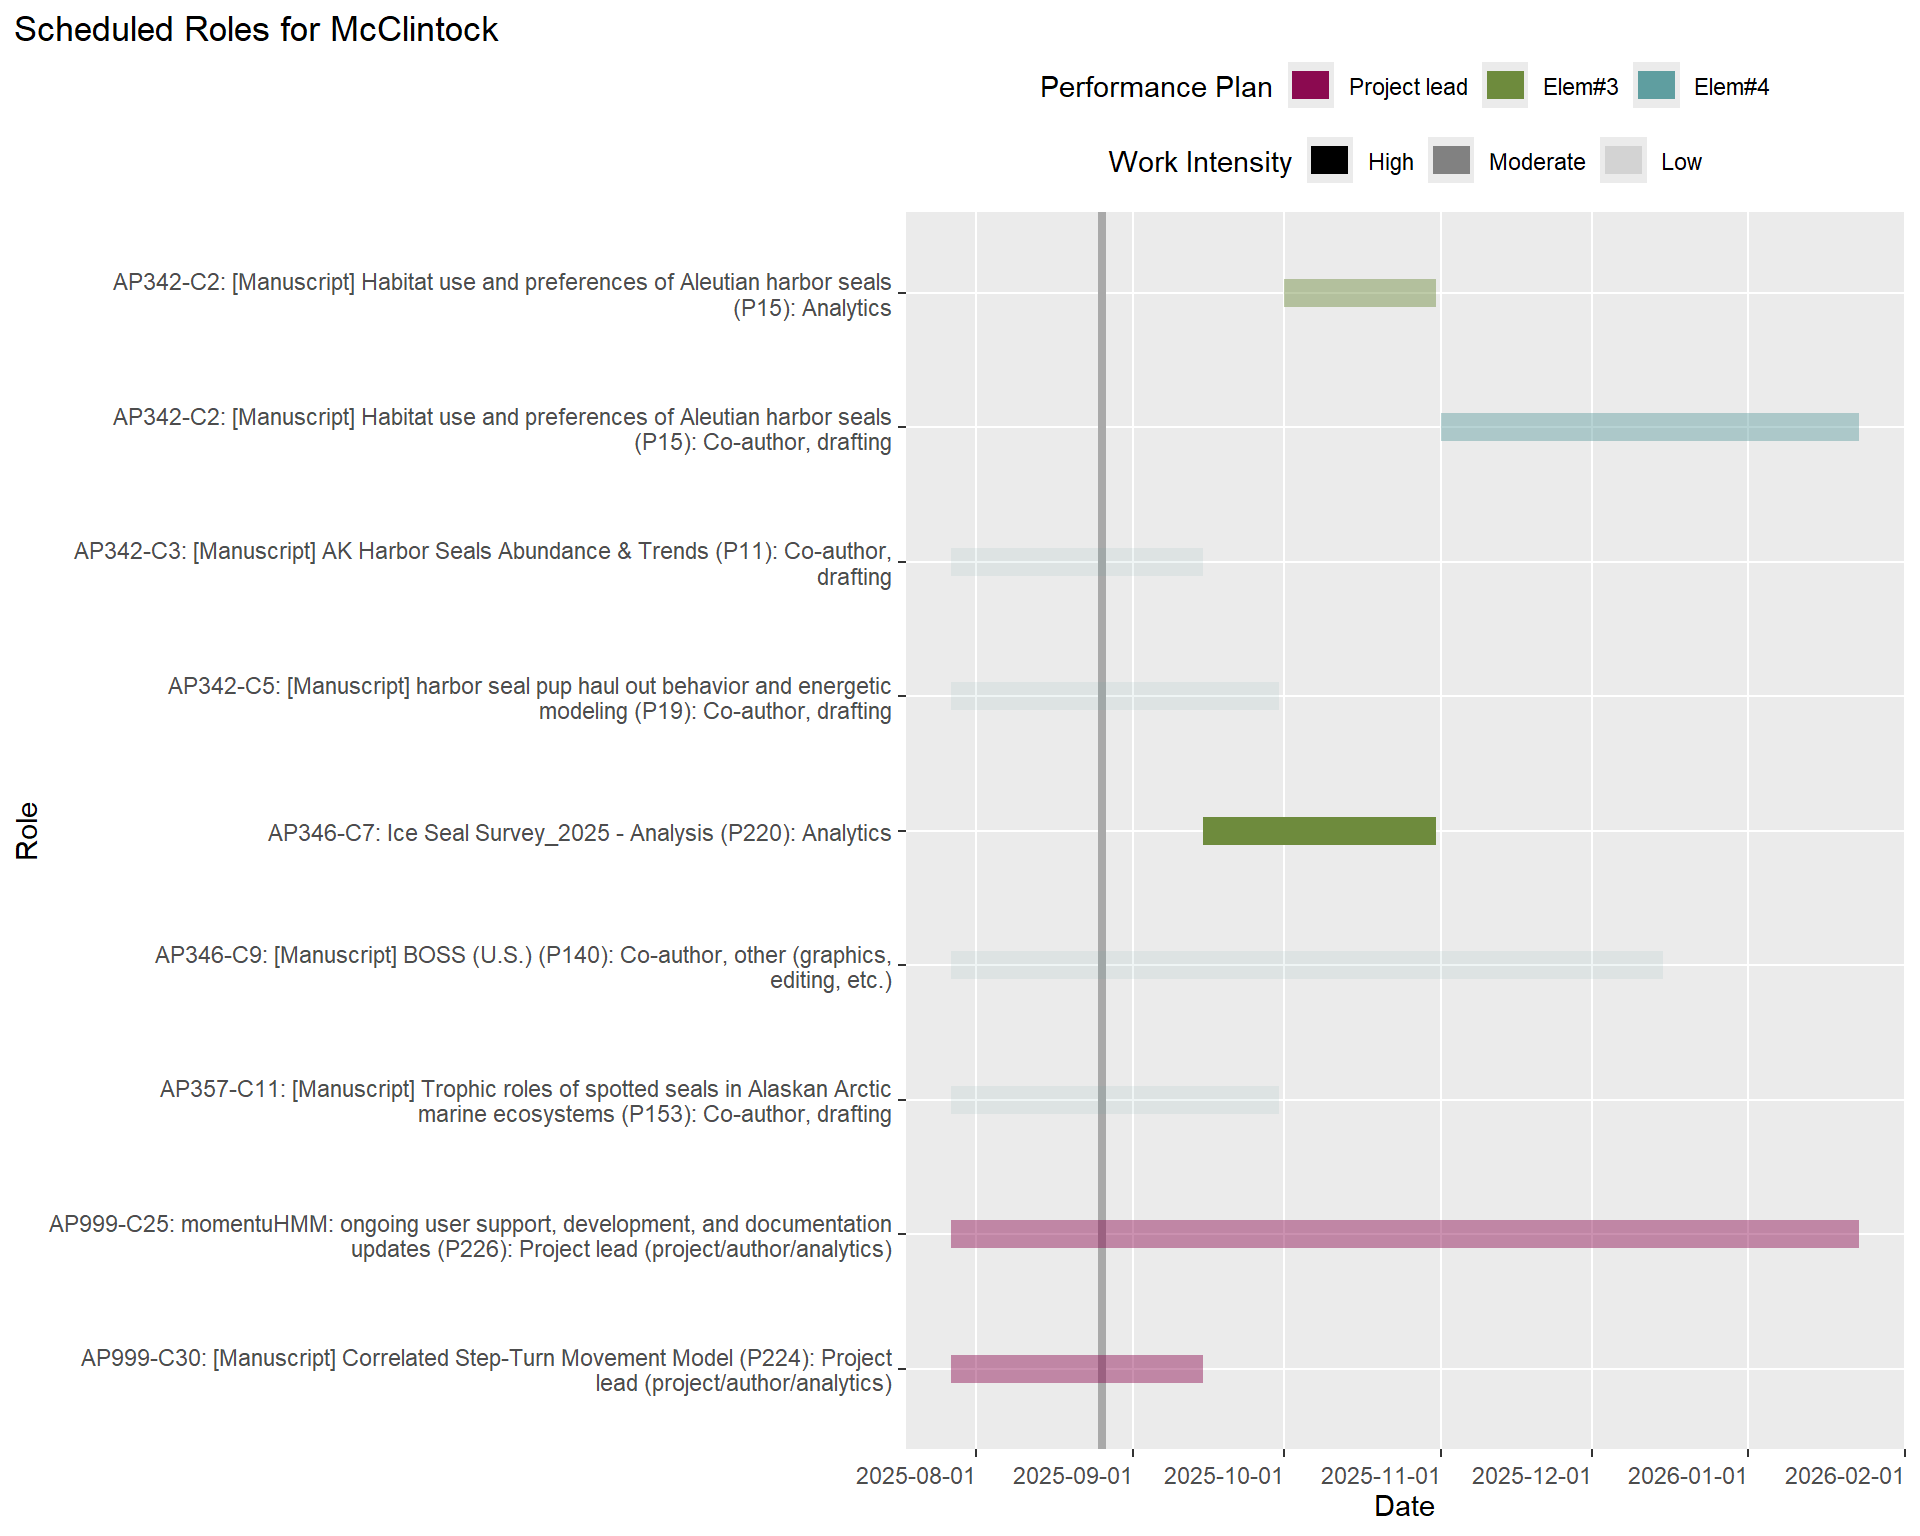 Scheduled Roles for McClintock
Performance Plan Project lead Elem#3 Elem#4
Work Intensity High Moderate Low
AP342-C2: [Manuscript] Habitat use and preferences of Aleutian harbor seals
(P15): Analytics
AP342-C2: [Manuscript] Habitat use and preferences of Aleutian harbor seals
(P15): Co-author, drafting
AP342-C3: [Manuscript] AK Harbor Seals Abundance & Trends (P11): Co-author,
drafting
AP342-C5: [Manuscript] harbor seal pup haul out behavior and energetic
modeling (P19): Co-author, drafting
Role
AP346-C7: Ice Seal Survey_2025 - Analysis (P220): Analytics
AP346-C9: [Manuscript] BOSS (U.S.) (P140): Co-author, other (graphics,
editing, etc.)
AP357-C11: [Manuscript] Trophic roles of spotted seals in Alaskan Arctic
marine ecosystems (P153): Co-author, drafting
AP999-C25: momentuHMM: ongoing user support, development, and documentation
updates (P226): Project lead (project/author/analytics)
AP999-C30: [Manuscript] Correlated Step-Turn Movement Model (P224): Project
lead (project/author/analytics)
2025-08-01 2025-09-01 2025-10-01 2025-11-01 2025-12-01 2026-01-01 2026-02-01
Date